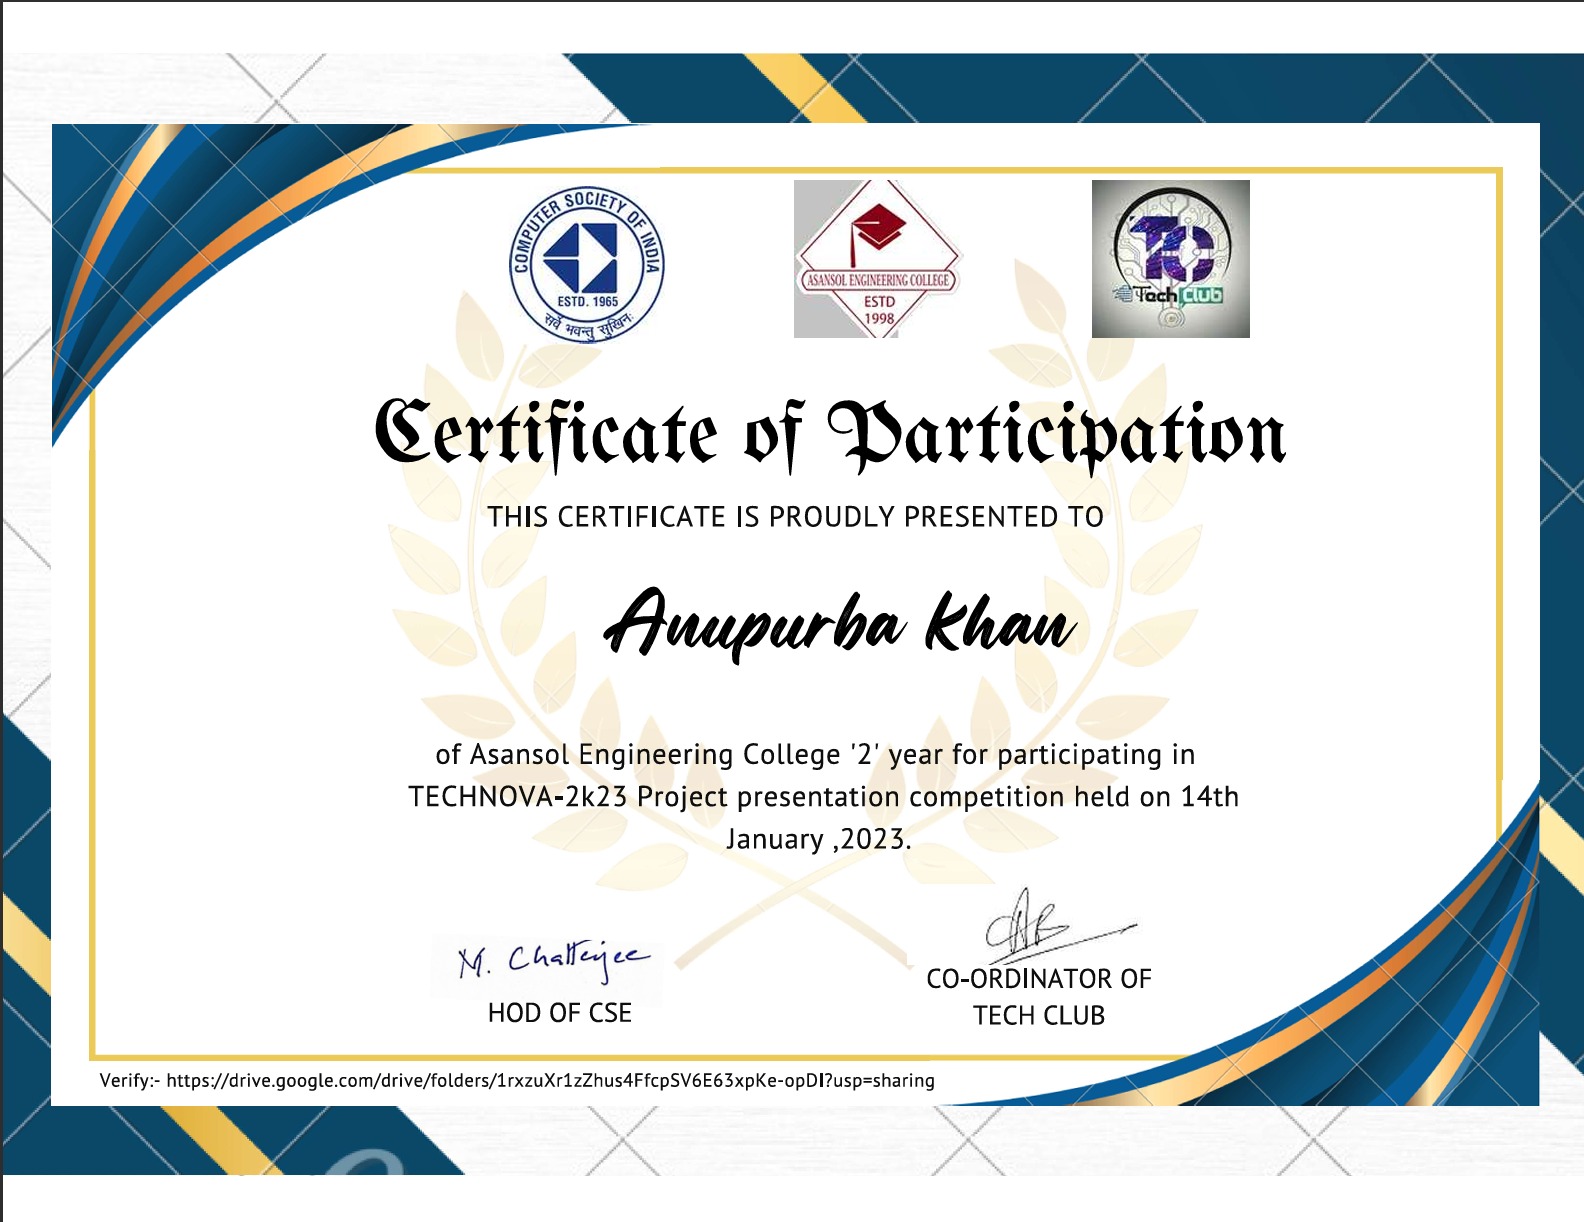 COMPUTER SOCIETY OF INDIA
ESTD. 1965
सर्वे भवन्तु सुखिनः
ASANSOL ENGINEERING COLLEGE
ESTD
1998
TC
Tech Club
Certificate of Participation
THIS CERTIFICATE IS PROUDLY PRESENTED TO
Anupurba Khan
of Asansol Engineering College '2' year for participating in
TECHNOVA-2k23 Project presentation competition held on 14th
January ,2023.
M. Chatterjee
HOD OF CSE
CO-ORDINATOR OF
TECH CLUB
Verify:- https://drive.google.com/drive/folders/1rxzuXr1zZhus4FfcpSV6E63xpKe-opDI?usp=sharing